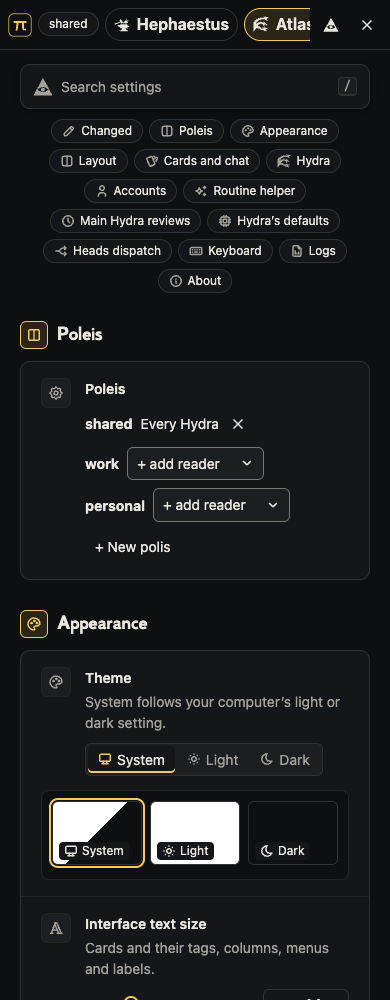 π shared Hephaestus Atlas
Search settings /
Changed Poleis Appearance
Layout Cards and chat Hydra
Accounts Routine helper
Main Hydra reviews Hydra's defaults
Heads dispatch Keyboard Logs
About
Poleis
Poleis
shared Every Hydra
work + add reader
personal + add reader
+ New polis
Appearance
Theme
System follows your computer's light or
dark setting.
System Light Dark
System Light Dark
Interface text size
Cards and their tags, columns, menus
and labels.